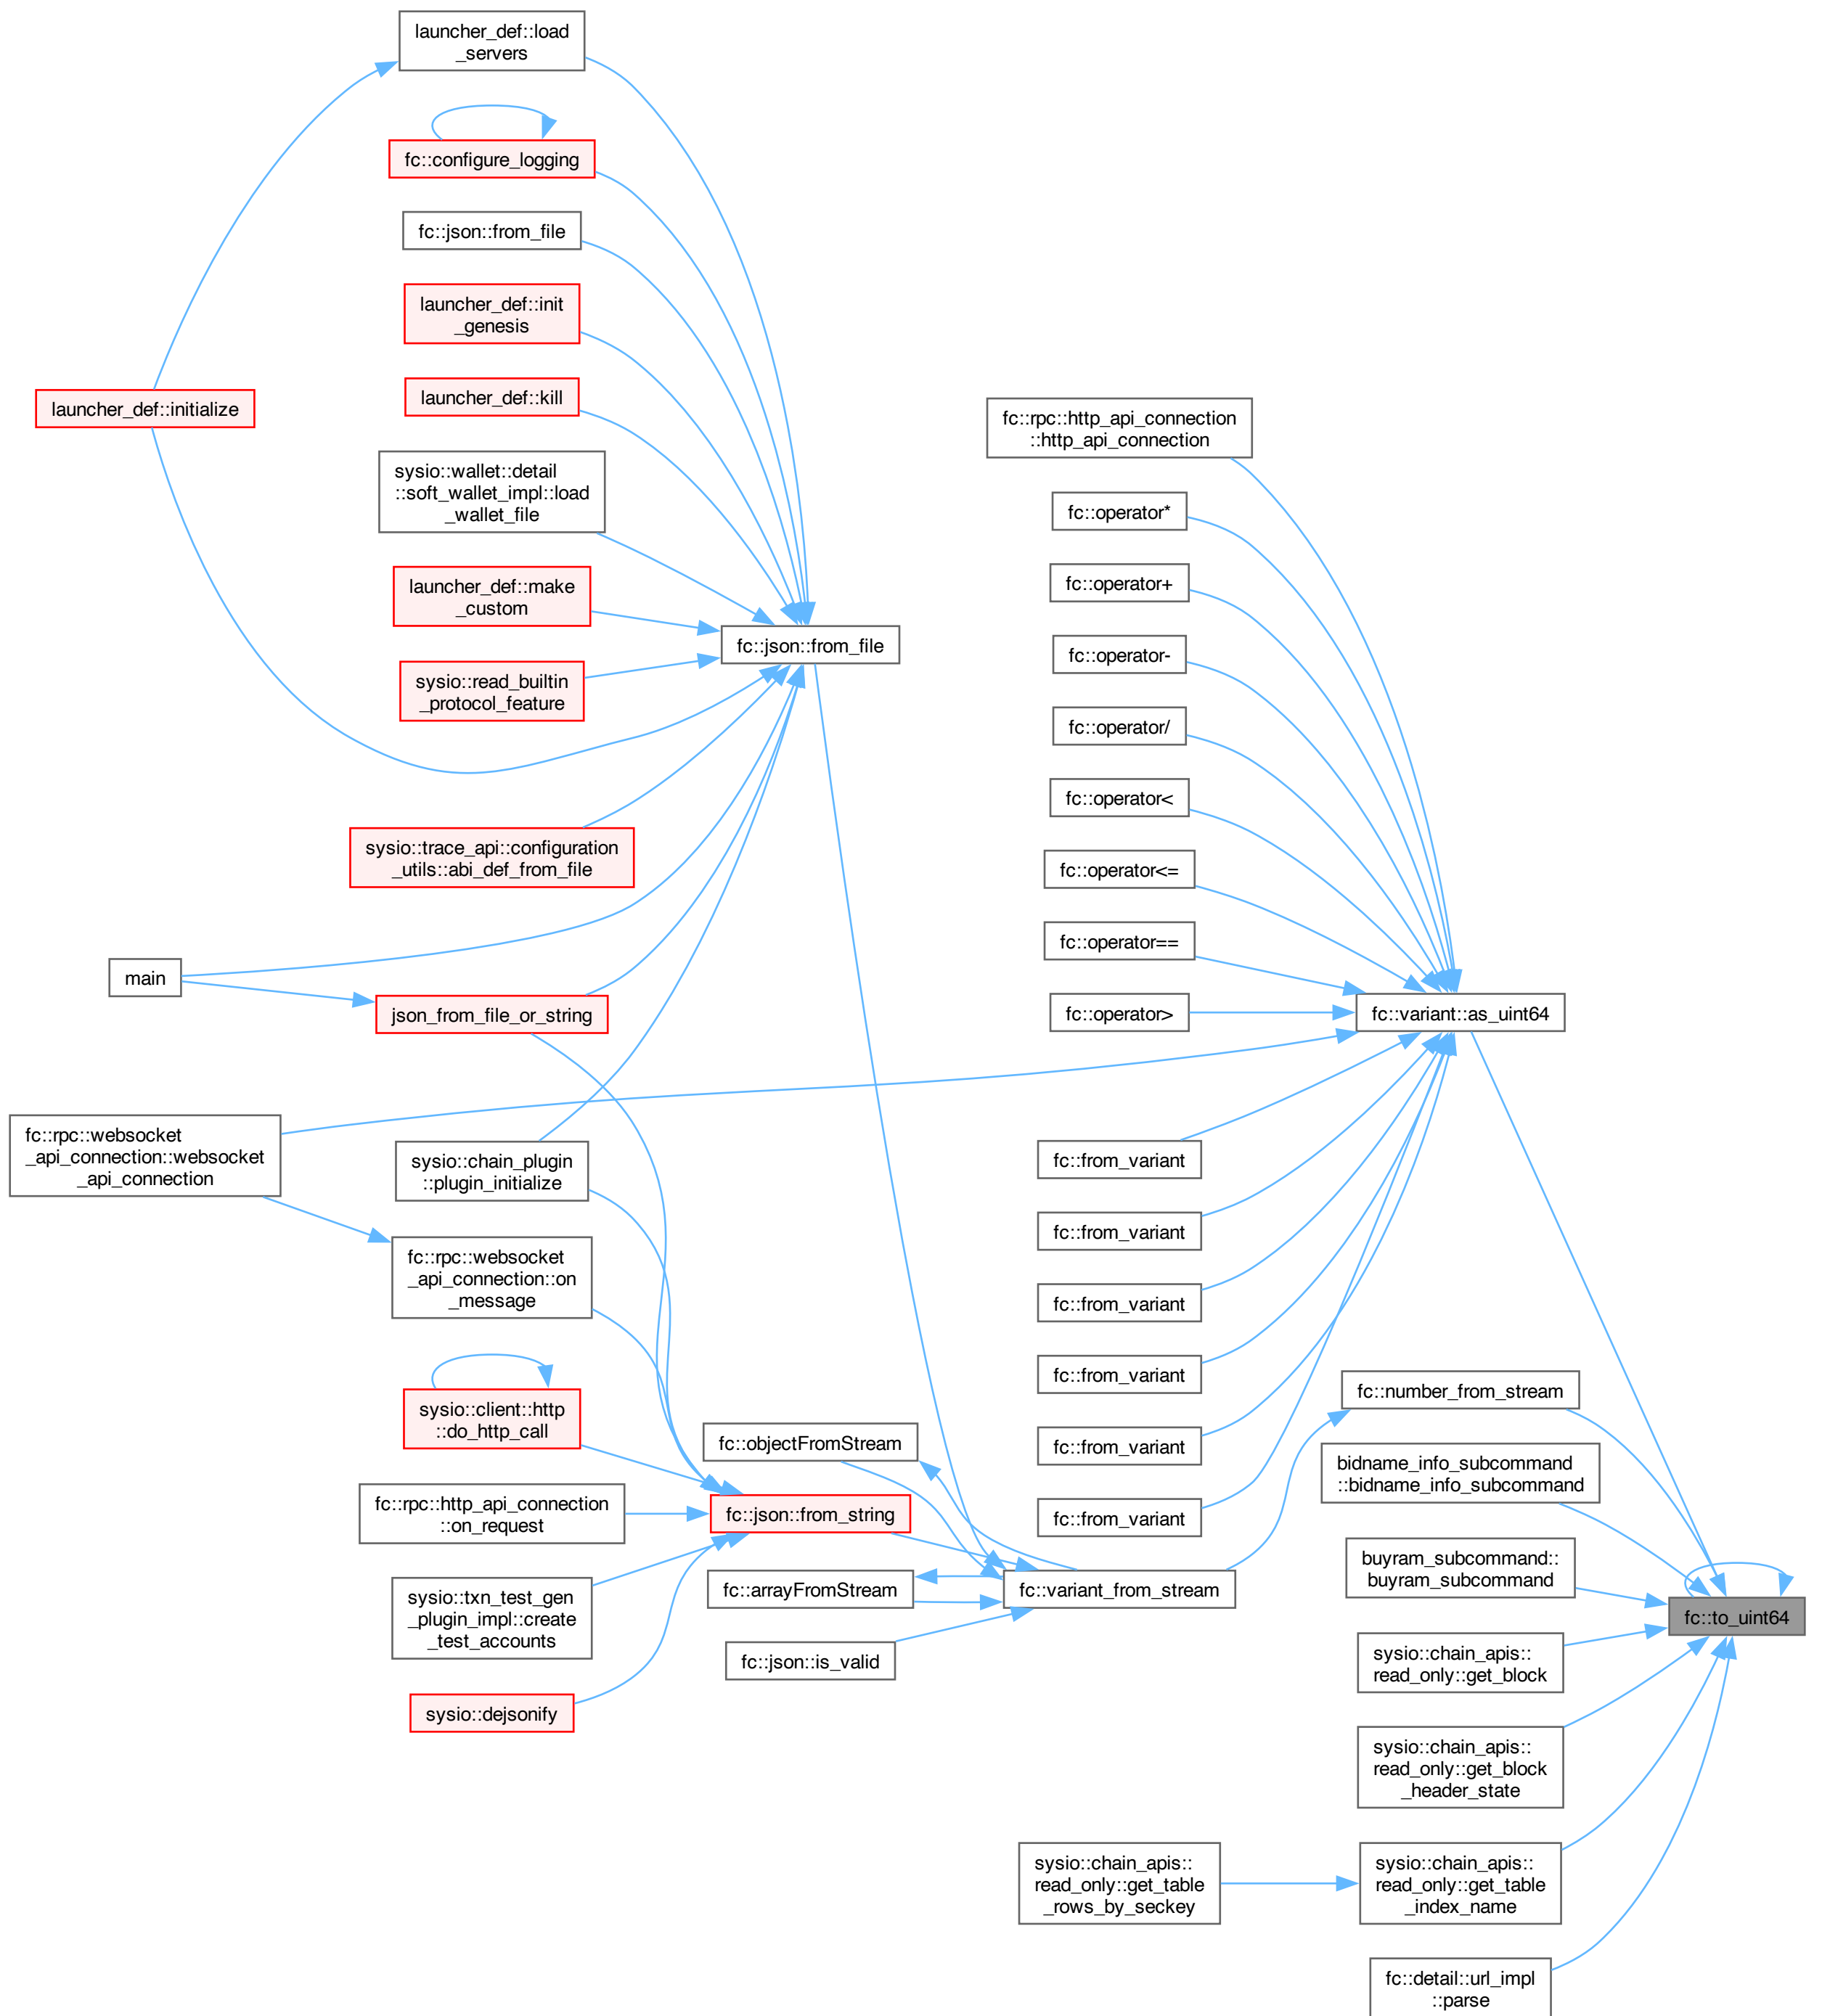 launcher_def::load
_servers
fc::configure_logging
fc::json::from_file
launcher_def::init
_genesis
launcher_def::kill
launcher_def::initialize
sysio::wallet::detail
::soft_wallet_impl::load
_wallet_file
launcher_def::make
_custom
fc::json::from_file
sysio::read_builtin
_protocol_feature
sysio::trace_api::configuration
_utils::abi_def_from_file
main
json_from_file_or_string
fc::rpc::websocket
_api_connection::websocket
_api_connection
sysio::chain_plugin
::plugin_initialize
fc::rpc::websocket
_api_connection::on
_message
sysio::client::http
::do_http_call
fc::rpc::http_api_connection
::on_request
sysio::txn_test_gen
_plugin_impl::create
_test_accounts
sysio::dejsonify
fc::objectFromStream
fc::json::from_string
fc::arrayFromStream
fc::json::is_valid
fc::rpc::http_api_connection
::http_api_connection
fc::operator*
fc::operator+
fc::operator-
fc::operator/
fc::operator<
fc::operator<=
fc::operator==
fc::operator>
fc::variant::as_uint64
fc::from_variant
fc::from_variant
fc::from_variant
fc::from_variant
fc::from_variant
fc::from_variant
fc::variant_from_stream
fc::number_from_stream
bidname_info_subcommand
::bidname_info_subcommand
buyram_subcommand::
buyram_subcommand
fc::to_uint64
sysio::chain_apis::
read_only::get_block
sysio::chain_apis::
read_only::get_block
_header_state
sysio::chain_apis::
read_only::get_table
_rows_by_seckey
sysio::chain_apis::
read_only::get_table
_index_name
fc::detail::url_impl
::parse